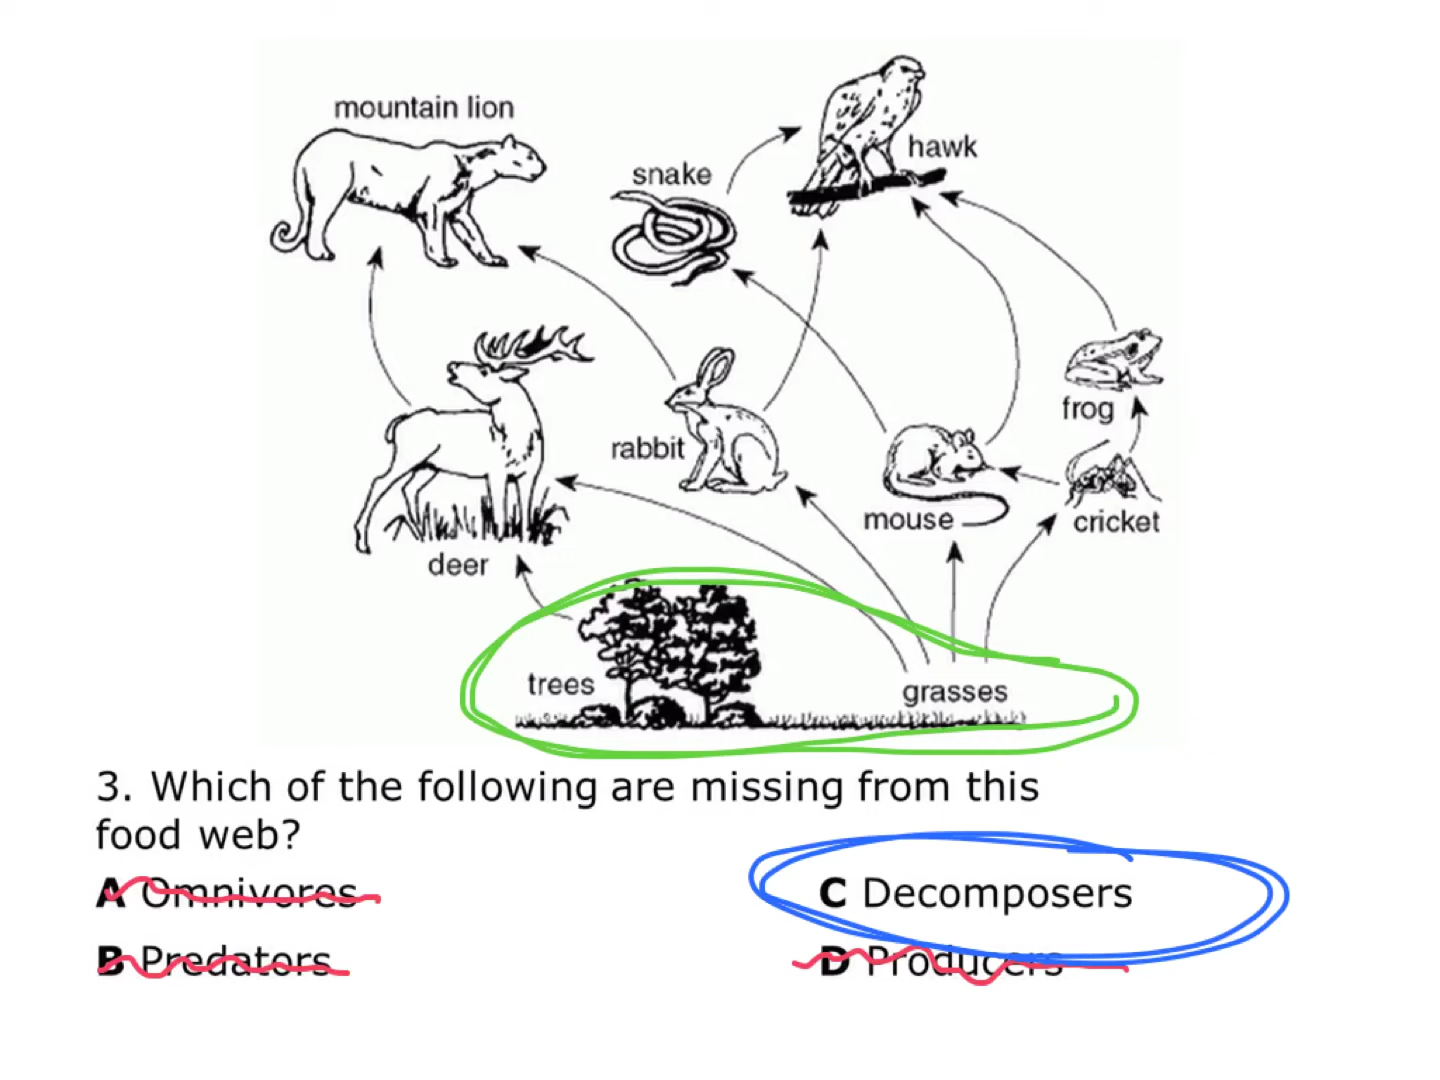 mountain lion
hawk
snake
frog
rabbit
mouse
cricket
deer
trees
grasses
3. Which of the following are missing from this
food web?
A Omnivores
C Decomposers
B Predators
D Producers